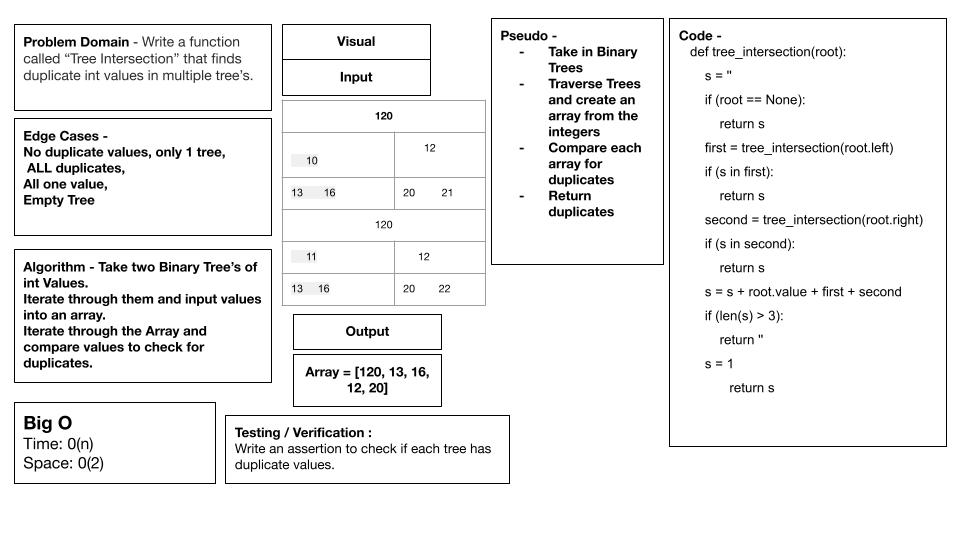 Problem Domain - Write a function
called “Tree Intersection” that finds
duplicate int values in multiple tree’s.
Edge Cases -
No duplicate values, only 1 tree,
ALL duplicates,
All one value,
Empty Tree
Algorithm - Take two Binary Tree’s of
int Values.
Iterate through them and input values
into an array.
Iterate through the Array and
compare values to check for
duplicates.
Big O
Time: 0(n)
Space: 0(2)
Visual
Input
120
10 12
13 16 20 21
120
11 12
13 16 20 22
Output
Array = [120, 13, 16,
12, 20]
Testing / Verification :
Write an assertion to check if each tree has
duplicate values.
Pseudo -
- Take in Binary
Trees
- Traverse Trees
and create an
array from the
integers
- Compare each
array for
duplicates
- Return
duplicates
Code -
def tree_intersection(root):
s = ''
if (root == None):
return s
first = tree_intersection(root.left)
if (s in first):
return s
second = tree_intersection(root.right)
if (s in second):
return s
s = s + root.value + first + second
if (len(s) > 3):
return ''
s = 1
return s